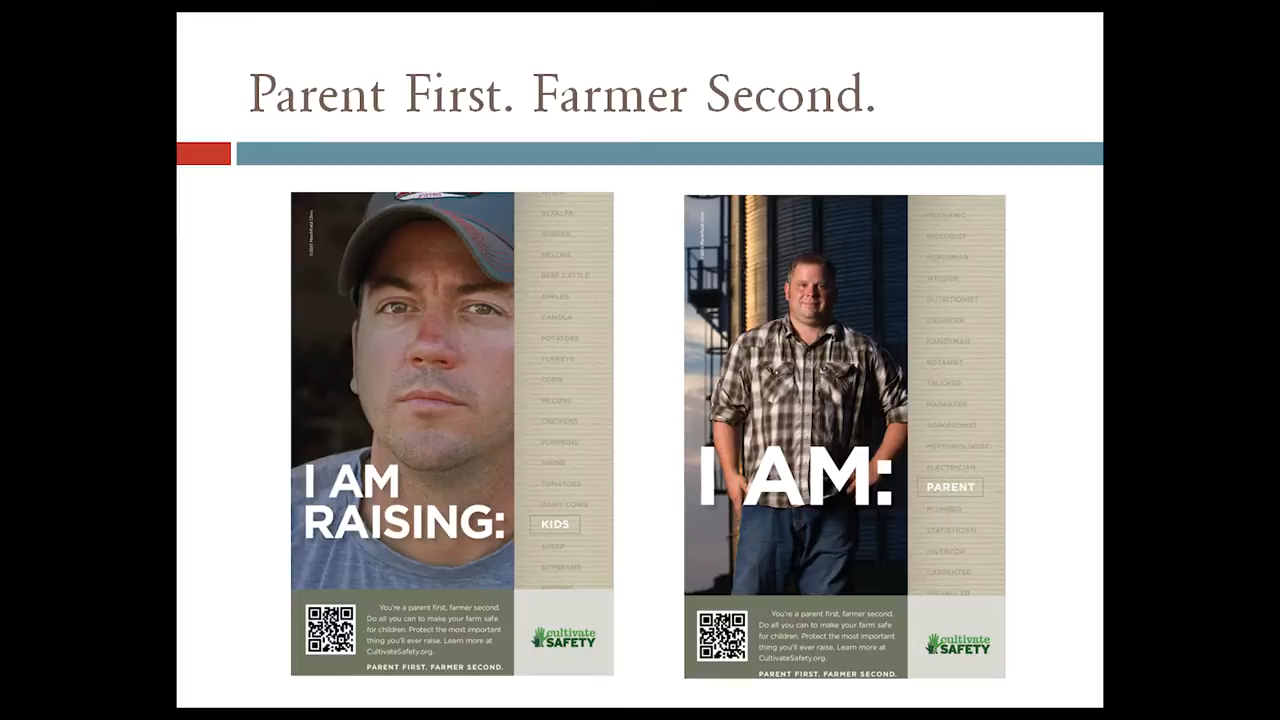 Parent First. Farmer Second.
ALFALFA
HORSES
MELONS
BEEF CATTLE
APPLES
CANOLA
POTATOES
TURKEYS
CORN
MELONS
CHICKENS
PUMPKINS
SWINE
TOMATOES
DAIRY COWS
I AM
RAISING:
KIDS
SHEEP
SOYBEANS
You're a parent first, farmer second.
Do all you can to make your farm safe
for children. Protect the most important
thing you'll ever raise. Learn more at
CultivateSafety.org.
PARENT FIRST. FARMER SECOND.
cultivate
SAFETY
MECHANIC
BIOLOGIST
HERDSMAN
WELDER
NUTRITIONIST
ENGINEER
HANDYMAN
BOTANIST
TRUCKER
MARKETER
AGRONOMIST
METEOROLOGIST
ELECTRICIAN
I AM:
PARENT
PLUMBER
STATISTICIAN
INVENTOR
CARPENTER
WRANGLER
You're a parent first, farmer second.
Do all you can to make your farm safe
for children. Protect the most important
thing you'll ever raise. Learn more at
CultivateSafety.org.
PARENT FIRST. FARMER SECOND.
cultivate
SAFETY